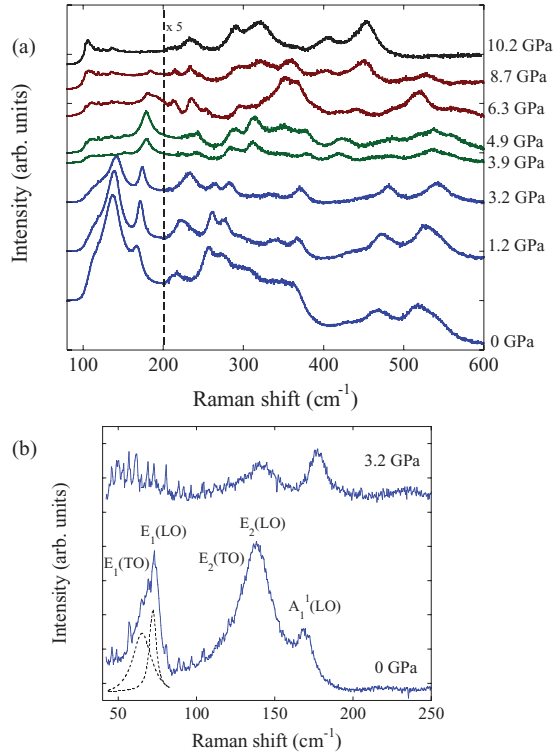 (a)
x 5
10.2 GPa
8.7 GPa
6.3 GPa
4.9 GPa
3.9 GPa
3.2 GPa
1.2 GPa
0 GPa
Intensity (arb. units)
100 200 300 400 500 600
Raman shift (cm⁻¹)
(b)
3.2 GPa
E₁(LO)
E₁(TO)
E₂(LO)
E₂(TO)
A₁¹(LO)
0 GPa
Intensity (arb. units)
50 100 150 200 250
Raman shift (cm⁻¹)